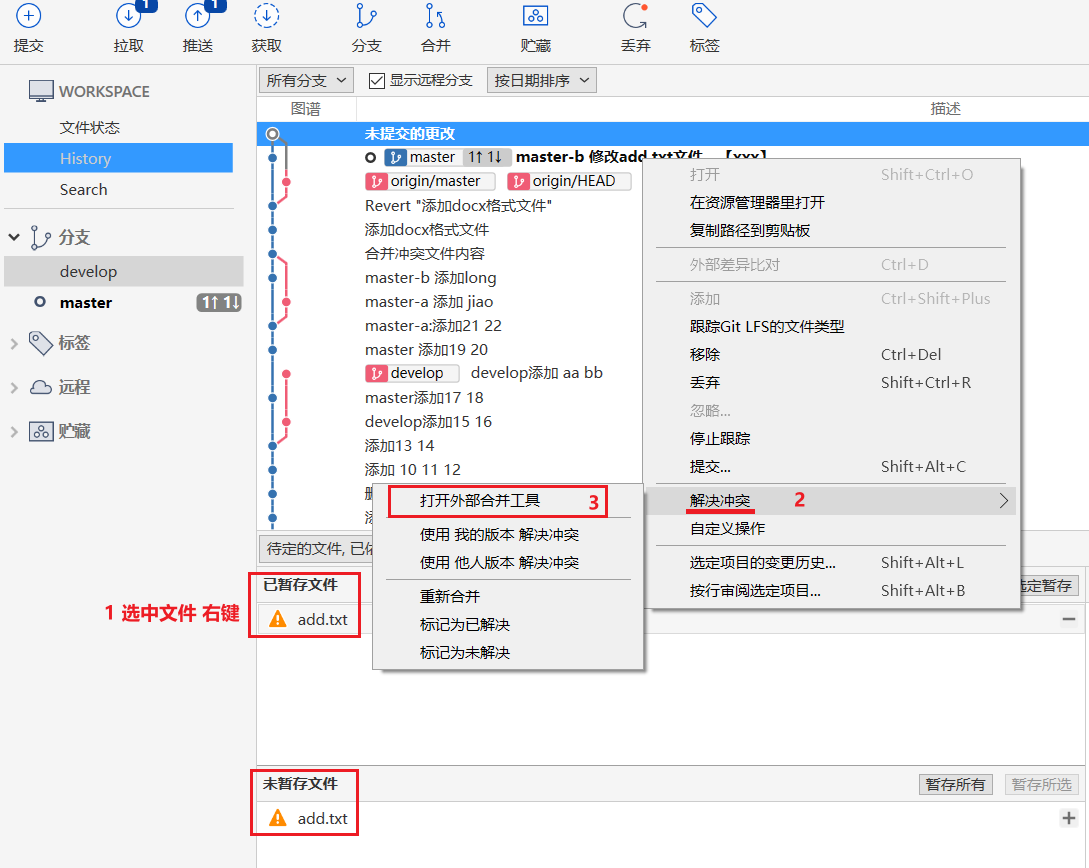 1 1
提交 拉取 推送 获取 分支 合并 贮藏 丢弃 标签
WORKSPACE
文件状态
History
Search
分支
develop
master 1↑ 1↓
标签
远程
贮藏
所有分支 显示远程分支 按日期排序
图谱 描述
未提交的更改
master 1↑ 1↓ master-b 修改add.txt文件 【xxx】
origin/master origin/HEAD
Revert "添加docx格式文件"
添加docx格式文件
合并冲突文件内容
master-b 添加long
master-a 添加 jiao
master-a:添加21 22
master 添加19 20
develop develop添加 aa bb
master添加17 18
develop添加15 16
添加13 14
添加 10 11 12
打开 Shift+Ctrl+O
在资源管理器里打开
复制路径到剪贴板
外部差异比对 Ctrl+D
添加 Ctrl+Shift+Plus
跟踪Git LFS的文件类型
移除 Ctrl+Del
丢弃 Shift+Ctrl+R
忽略...
停止跟踪
提交... Shift+Alt+C
解决冲突 2
自定义操作
选定项目的变更历史... Shift+Alt+L
按行审阅选定项目... Shift+Alt+B
打开外部合并工具 3
使用 我的版本 解决冲突
使用 他人版本 解决冲突
重新合并
标记为已解决
标记为未解决
待定的文件, 已
选定暂存
已暂存文件
1 选中文件 右键
add.txt
未暂存文件 暂存所有 暂存所选
add.txt